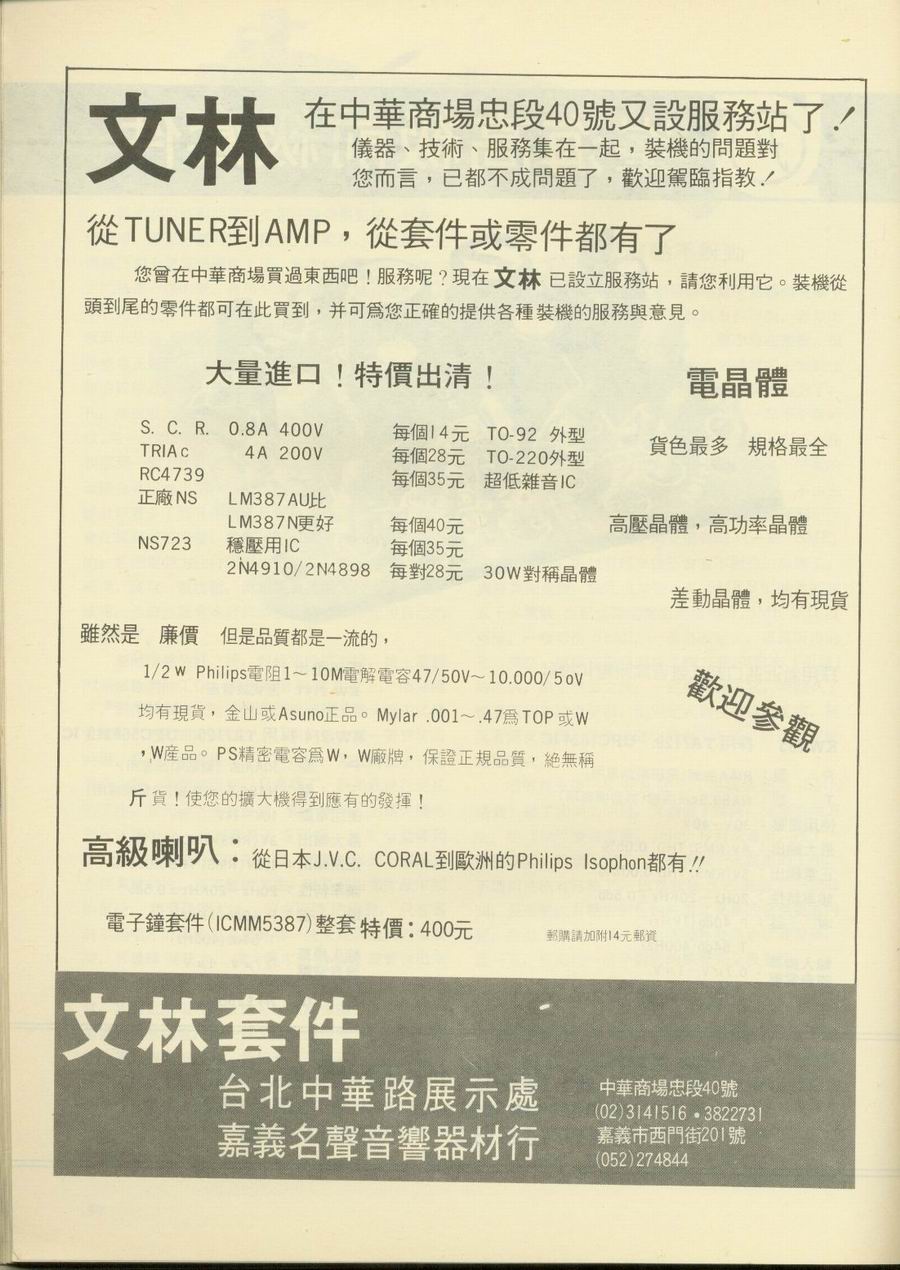 文林 在中華商場忠段40號又設服務站了!
儀器、技術、服務集在一起,裝機的問題對
您而言,已都不成問題了,歡迎駕臨指教!
從TUNER到AMP,從套件或零件都有了
您曾在中華商場買過東西吧!服務呢?現在 文林 已設立服務站,請您利用它。裝機從
頭到尾的零件都可在此買到,并可爲您正確的提供各種裝機的服務與意見。
大量進口!特價出清!
S. C. R. 0.8A 400V 每個14元 TO-92 外型
TRIAc 4A 200V 每個28元 TO-220外型
RC4739 每個35元 超低雜音IC
正廠NS LM387AU比
LM387N更好 每個40元
NS723 穩壓用IC 每個35元
2N4910/2N4898 每對28元 30W對稱晶體
電晶體
貨色最多 規格最全
高壓晶體,高功率晶體
差動晶體,均有現貨
雖然是 廉價 但是品質都是一流的,
1/2W Philips電阻1~10M電解電容47/50V~10.000/50V
均有現貨,金山或Asuno正品。Mylar .001~.47爲TOP或W
,W產品。PS精密電容爲W,W廠牌,保證正規品質,絕無稱
斤貨!使您的擴大機得到應有的發揮!
歡迎參觀
高級喇叭:從日本J.V.C. CORAL到歐洲的Philips Isophon都有!!
電子鐘套件(ICMM5387)整套特價:400元
郵購請加附14元郵資
文林套件
台北中華路展示處
嘉義名聲音響器材行
中華商場忠段40號
(02)3141516•3822731
嘉義市西門街201號
(052)274844